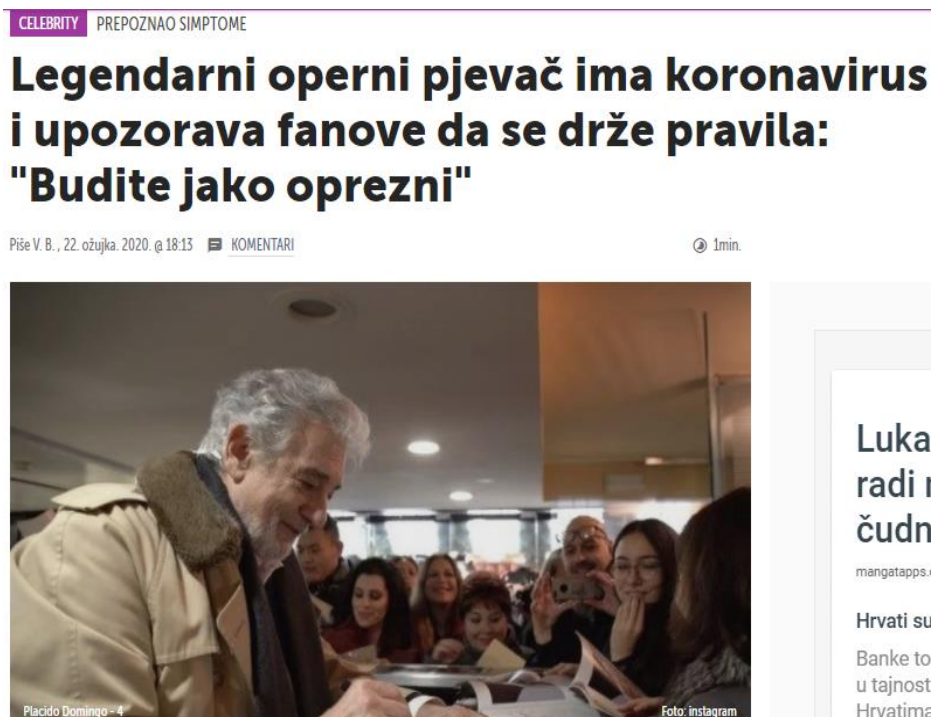 CELEBRITY PREPOZNAO SIMPTOME
Legendarni operni pjevač ima koronavirus
i upozorava fanove da se drže pravila:
"Budite jako oprezni"
Piše V. B. , 22. ožujka. 2020. @ 18:13 KOMENTARI 1min.
Placido Domingo - 4
Foto: instagram
Luka
radi
čudn
mangatapps.
Hrvati su
Banke to
u tajnost
Hrvatima